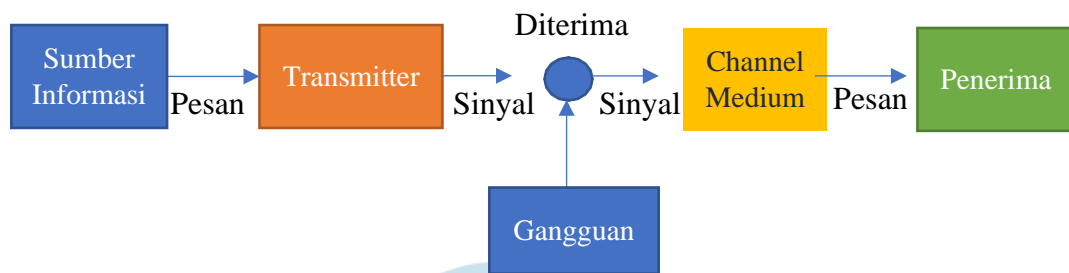 Diterima
Sumber
Informasi
Pesan
Transmitter
Sinyal
Sinyal
Channel
Medium
Pesan
Penerima
Gangguan